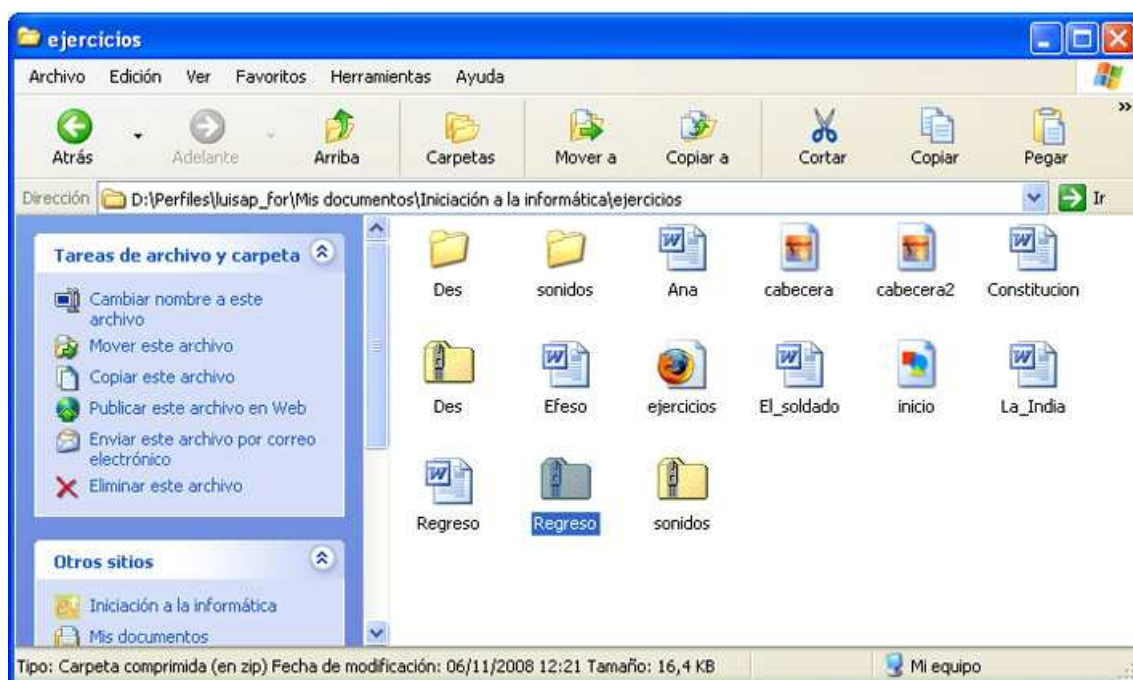 ejercicios
Archivo Edición Ver Favoritos Herramientas Ayuda
Atrás Adelante Arriba Carpetas Mover a Copiar a Cortar Copiar Pegar
Dirección D:\Perfiles\luisap_for\Mis documentos\Iniciación a la informática\ejercicios Ir
Tareas de archivo y carpeta
Cambiar nombre a este
archivo
Mover este archivo
Copiar este archivo
Publicar este archivo en Web
Enviar este archivo por correo
electrónico
Eliminar este archivo
Otros sitios
Iniciación a la informática
Mis documentos
Des sonidos Ana cabecera cabecera2 Constitucion
Des Efeso ejercicios El_soldado inicio La_India
Regreso Regreso sonidos
Tipo: Carpeta comprimida (en zip) Fecha de modificación: 06/11/2008 12:21 Tamaño: 16,4 KB Mi equipo